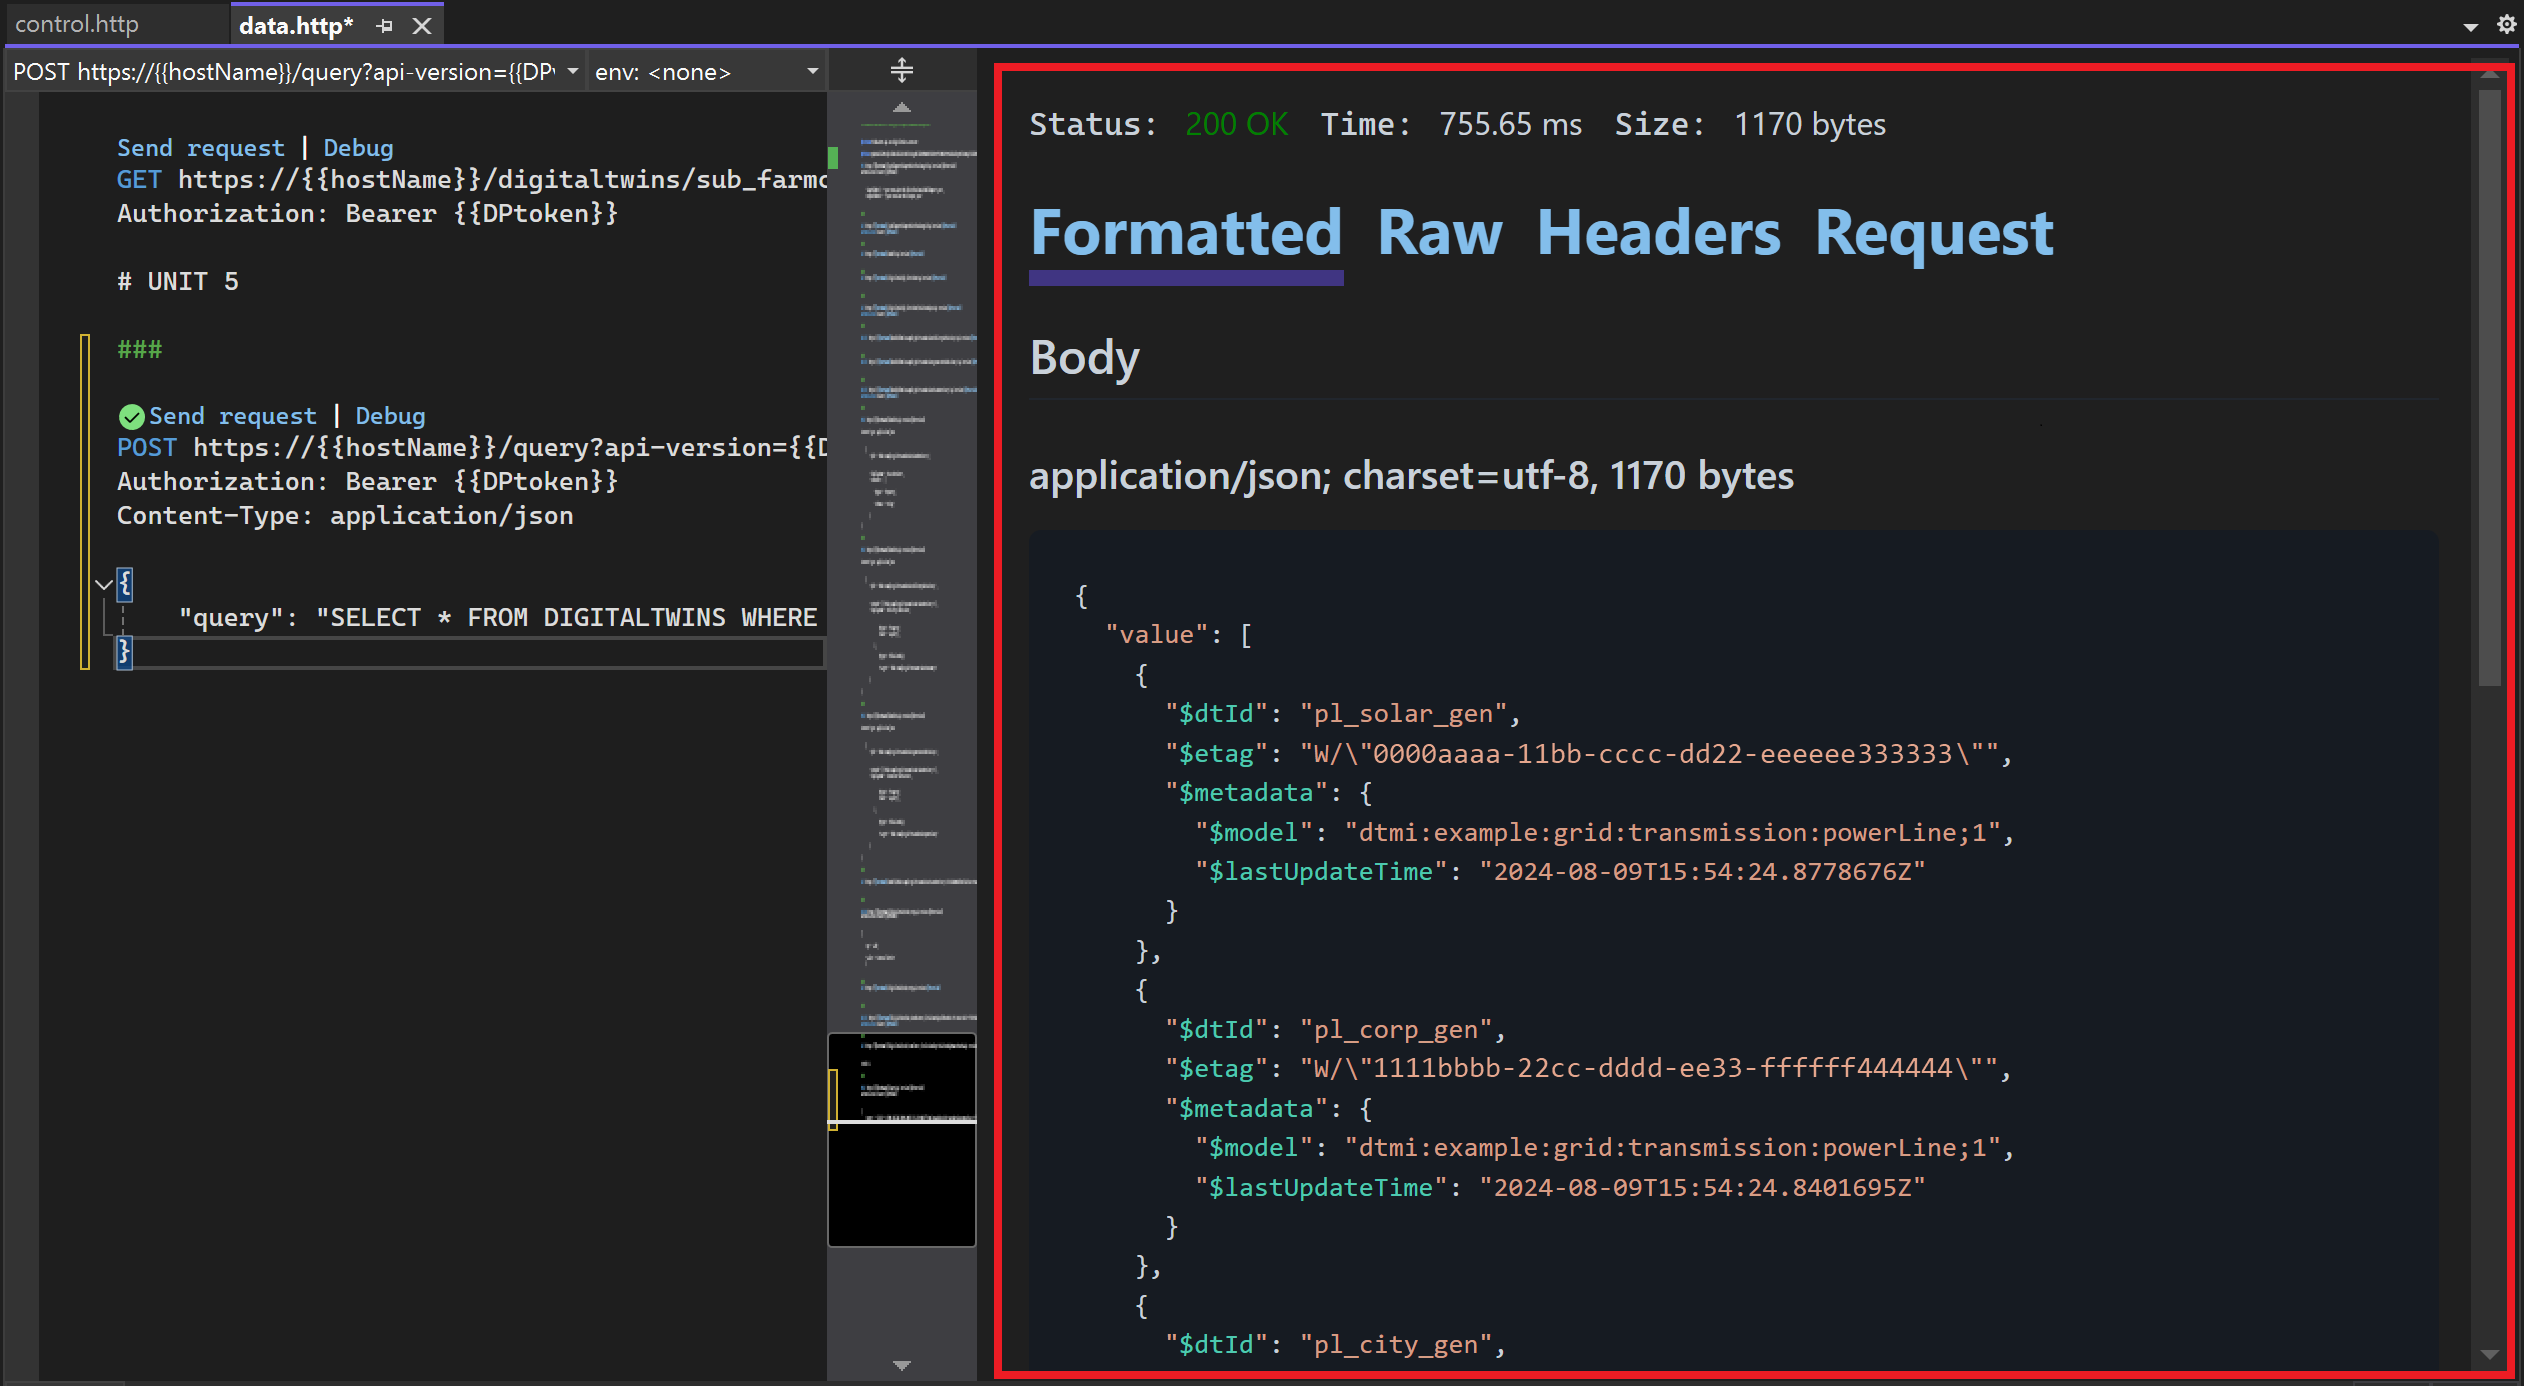 control.http
data.http*
POST https://{{hostName}}/query?api-version={{DP
env: <none>
Send request | Debug
GET https://{{hostName}}/digitaltwins/sub_farmc
Authorization: Bearer {{DPtoken}}
# UNIT 5
###
Send request | Debug
POST https://{{hostName}}/query?api-version={{D
Authorization: Bearer {{DPtoken}}
Content-Type: application/json
{
"query": "SELECT * FROM DIGITALTWINS WHERE
}
Status: 200 OK Time: 755.65 ms Size: 1170 bytes
Formatted Raw Headers Request
Body
application/json; charset=utf-8, 1170 bytes
{
"value": [
{
"$dtId": "pl_solar_gen",
"$etag": "W/\"0000aaaa-11bb-cccc-dd22-eeeeee333333\"",
"$metadata": {
"$model": "dtmi:example:grid:transmission:powerLine;1",
"$lastUpdateTime": "2024-08-09T15:54:24.8778676Z"
}
},
{
"$dtId": "pl_corp_gen",
"$etag": "W/\"1111bbbb-22cc-dddd-ee33-ffffff444444\"",
"$metadata": {
"$model": "dtmi:example:grid:transmission:powerLine;1",
"$lastUpdateTime": "2024-08-09T15:54:24.8401695Z"
}
},
{
"$dtId": "pl_city_gen",